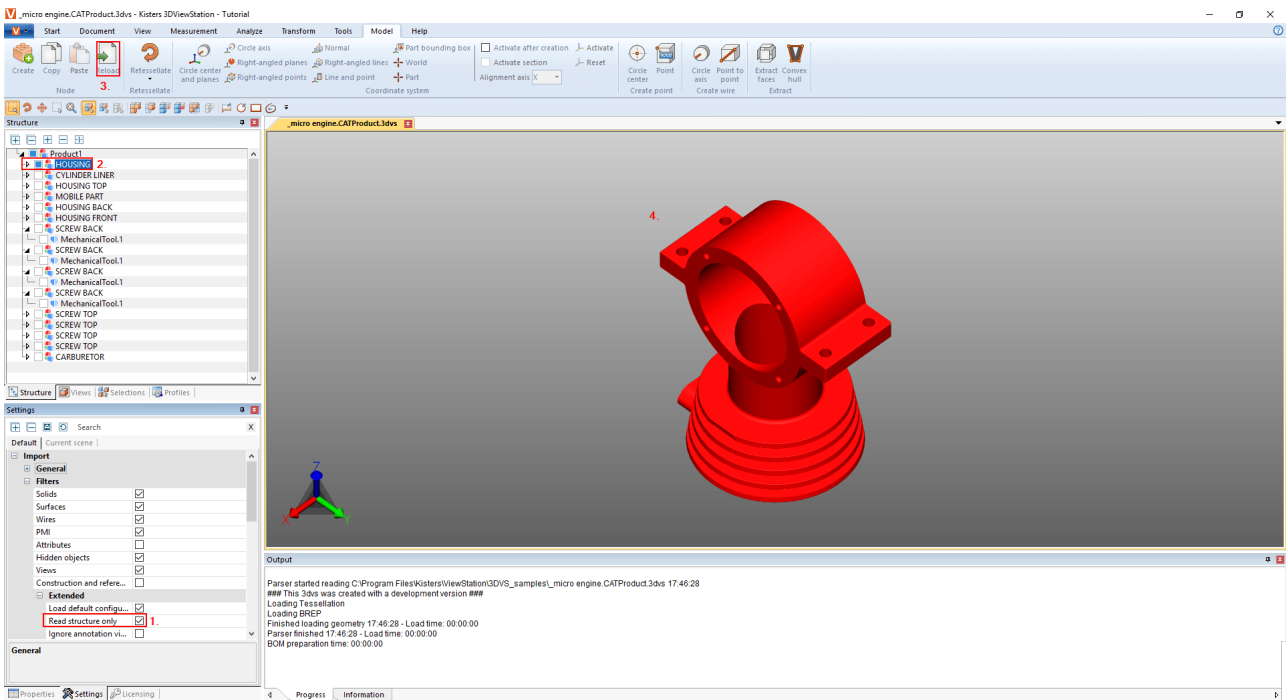 _micro engine.CATProduct.3dvs - Kisters 3DViewStation - Tutorial
Start Document View Measurement Analyze Transform Tools Model Help
Create Copy Paste Reload
3.
Node
Retessellate
Retessellate
Circle center and planes
Circle axis
Right-angled planes
Right-angled points
Normal
Right-angled lines
Line and point
Part bounding box
World
Part
Activate after creation
Activate section
Alignment axis X
Activate
Reset
Coordinate system
Circle center
Point
Create point
Circle axis
Point to point
Create wire
Extract faces
Convex hull
Extract
Structure
_micro engine.CATProduct.3dvs
Product1
HOUSING 2.
CYLINDER LINER
HOUSING TOP
MOBILE PART
HOUSING BACK
HOUSING FRONT
SCREW BACK
MechanicalTool.1
SCREW BACK
MechanicalTool.1
SCREW BACK
MechanicalTool.1
SCREW BACK
MechanicalTool.1
SCREW TOP
SCREW TOP
SCREW TOP
SCREW TOP
CARBURETOR
Structure Views Selections Profiles
4.
Z
X
Y
Settings
Search X
Default Current scene
Import
General
Filters
Solids
Surfaces
Wires
PMI
Attributes
Hidden objects
Views
Construction and refere...
Extended
Load default configu...
Read structure only 1.
Ignore annotation vi...
General
Properties Settings Licensing
Output
Parser started reading C:\Program Files\Kisters\ViewStation\3DVS_samples\_micro engine.CATProduct.3dvs 17:46:28
### This 3dvs was created with a development version ###
Loading Tessellation
Loading BREP
Finished loading geometry 17:46:28 - Load time: 00:00:00
Parser finished 17:46:28 - Load time: 00:00:00
BOM preparation time: 00:00:00
Progress Information